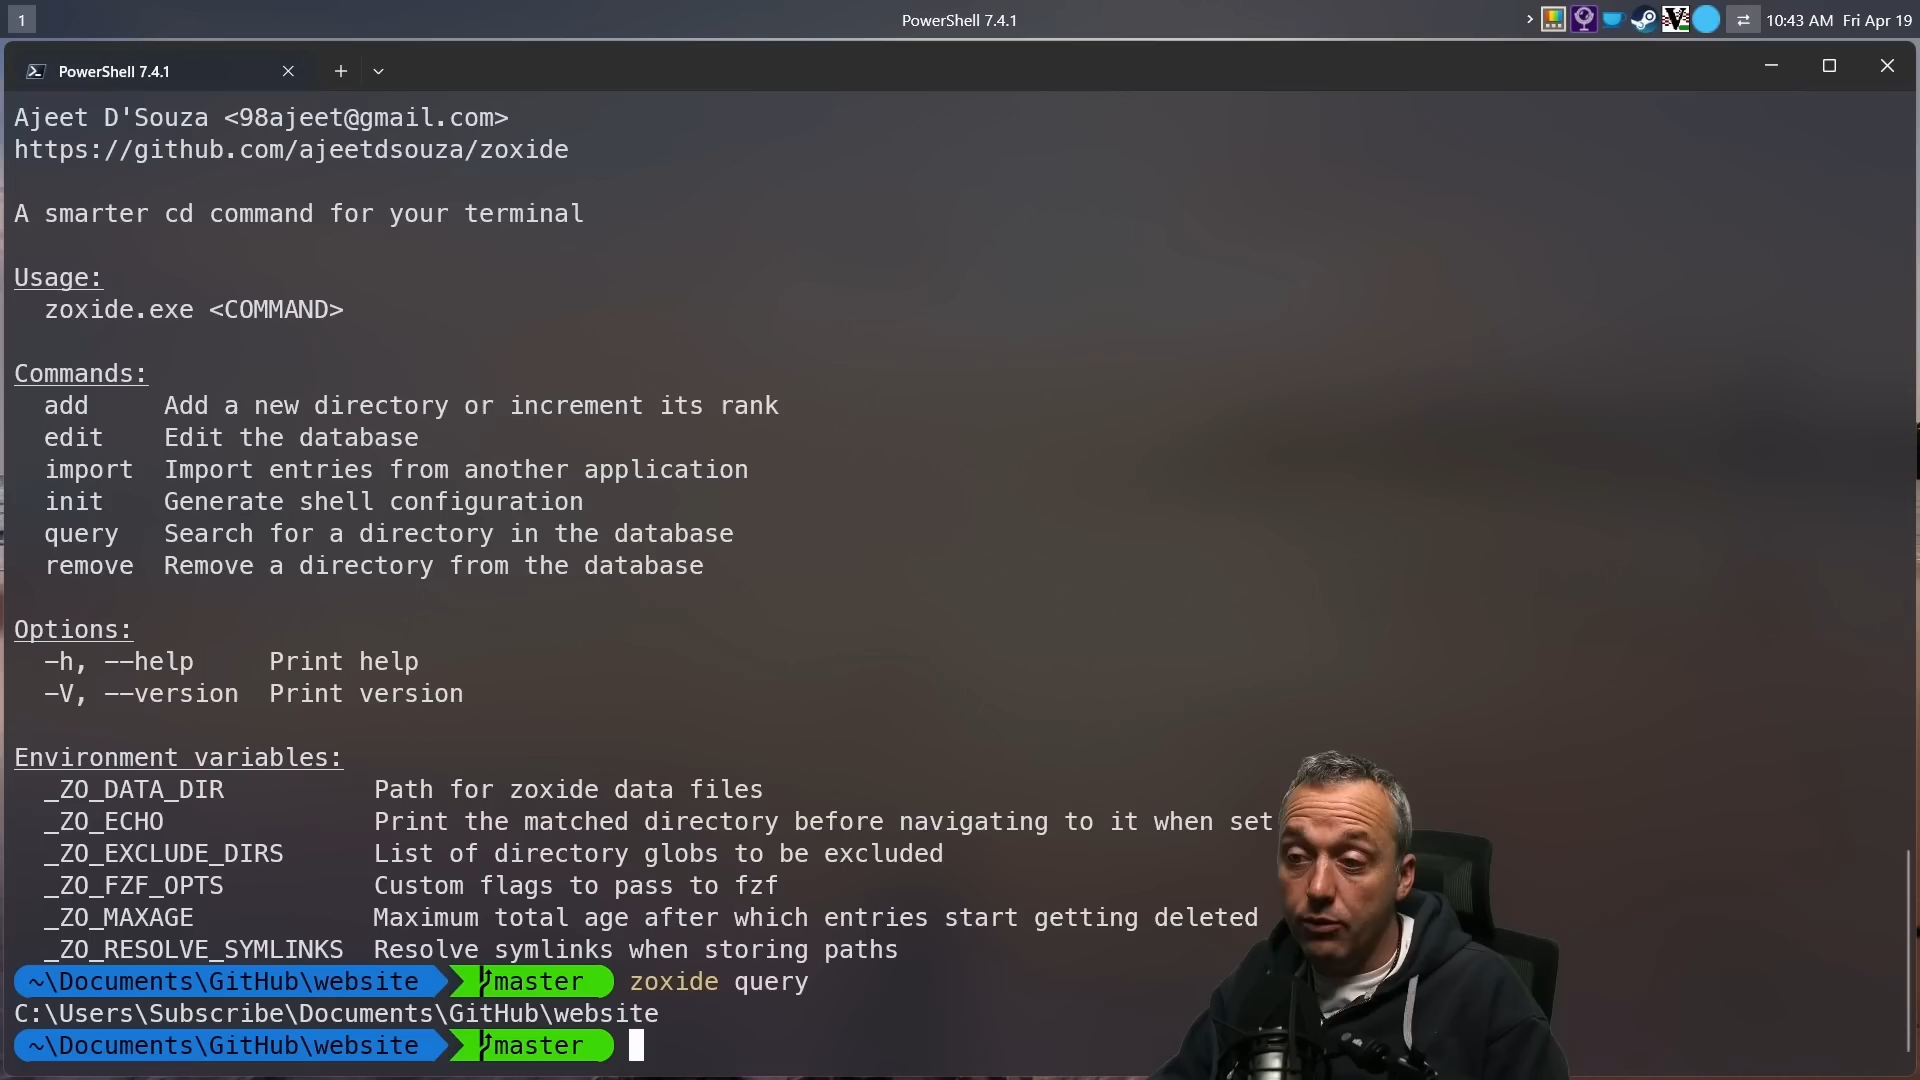 1
PowerShell 7.4.1
10:43 AM Fri Apr 19
PowerShell 7.4.1
Ajeet D'Souza <98ajeet@gmail.com>
https://github.com/ajeetdsouza/zoxide
A smarter cd command for your terminal
Usage:
zoxide.exe <COMMAND>
Commands:
add Add a new directory or increment its rank
edit Edit the database
import Import entries from another application
init Generate shell configuration
query Search for a directory in the database
remove Remove a directory from the database
Options:
-h, --help Print help
-V, --version Print version
Environment variables:
_ZO_DATA_DIR Path for zoxide data files
_ZO_ECHO Print the matched directory before navigating to it when set
_ZO_EXCLUDE_DIRS List of directory globs to be excluded
_ZO_FZF_OPTS Custom flags to pass to fzf
_ZO_MAXAGE Maximum total age after which entries start getting deleted
_ZO_RESOLVE_SYMLINKS Resolve symlinks when storing paths
~\Documents\GitHub\website master zoxide query
C:\Users\Subscribe\Documents\GitHub\website
~\Documents\GitHub\website master